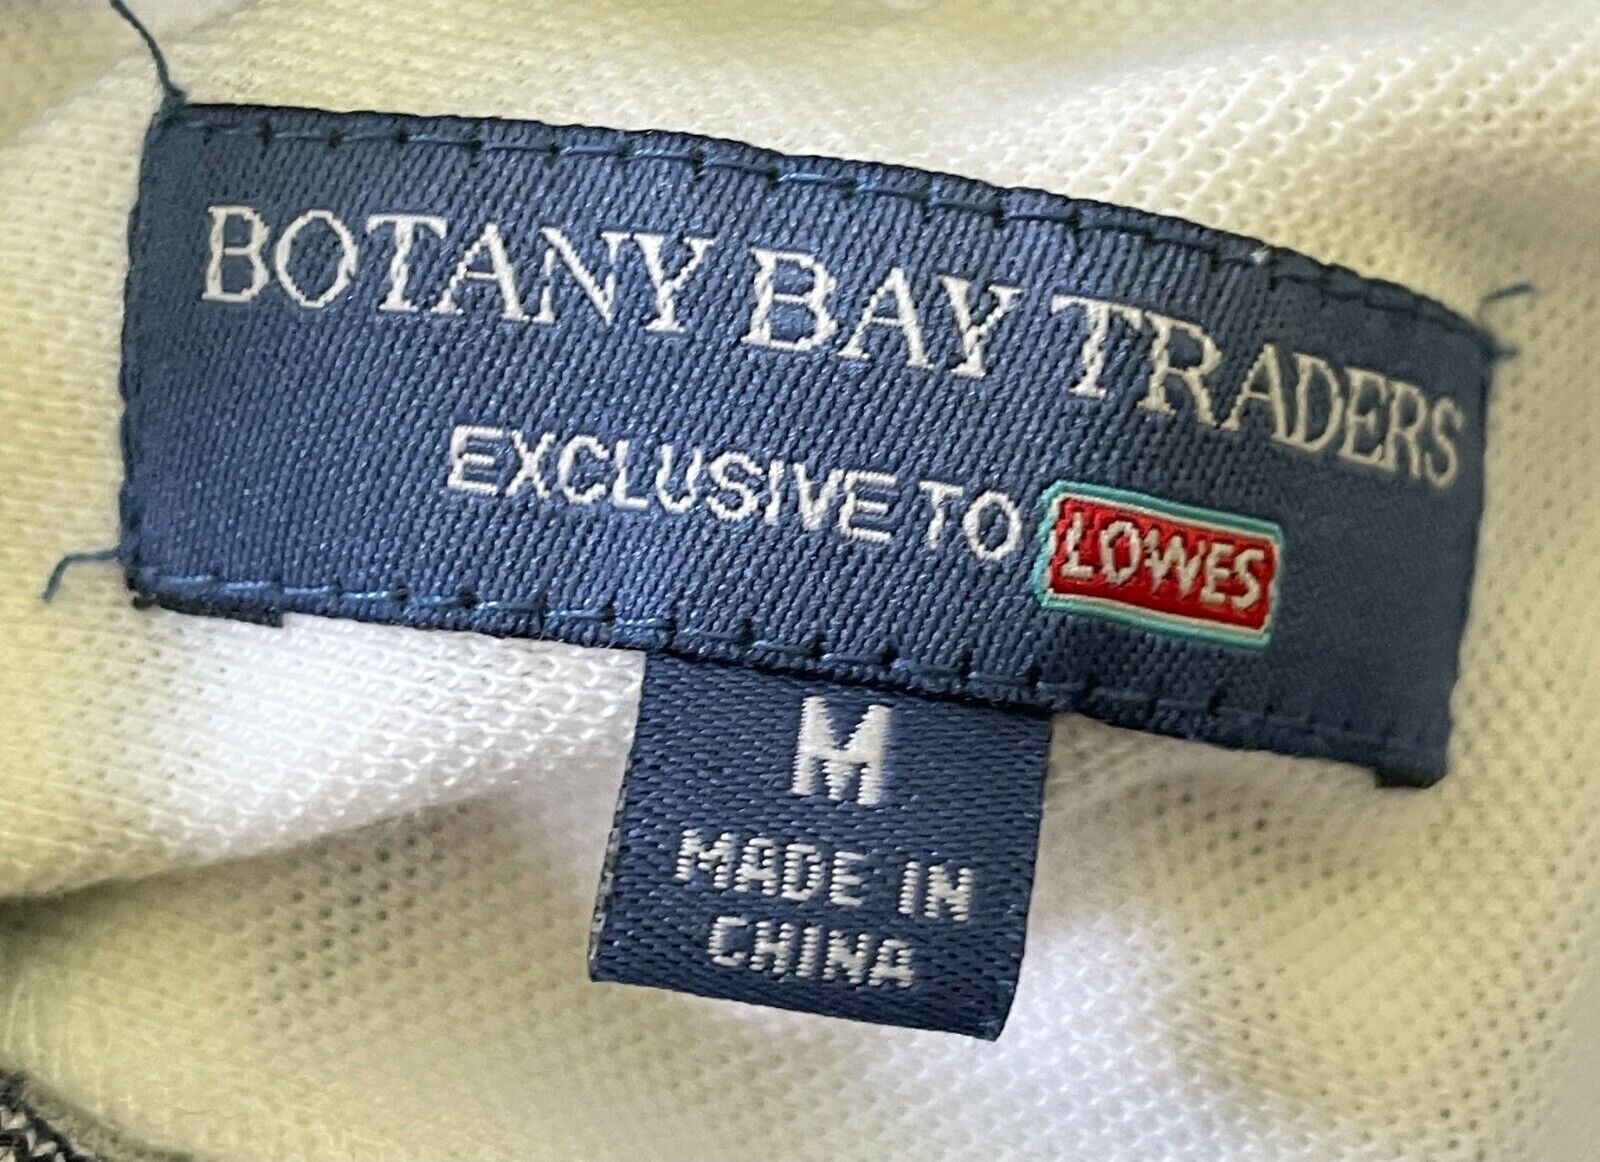 BOTANY BAY TRADERS
EXCLUSIVE TO LOWES
M
MADE IN
CHINA